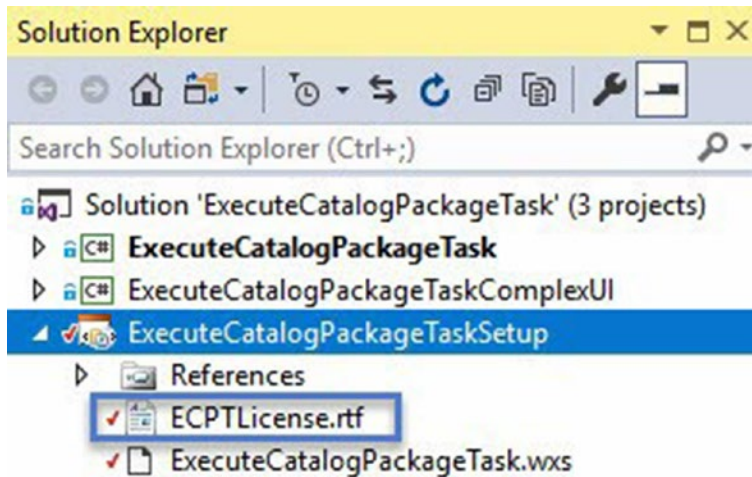 Solution Explorer
Search Solution Explorer (Ctrl+;)
Solution 'ExecuteCatalogPackageTask' (3 projects)
C# ExecuteCatalogPackageTask
C# ExecuteCatalogPackageTaskComplexUI
ExecuteCatalogPackageTaskSetup
References
ECPTLicense.rtf
ExecuteCatalogPackageTask.wxs